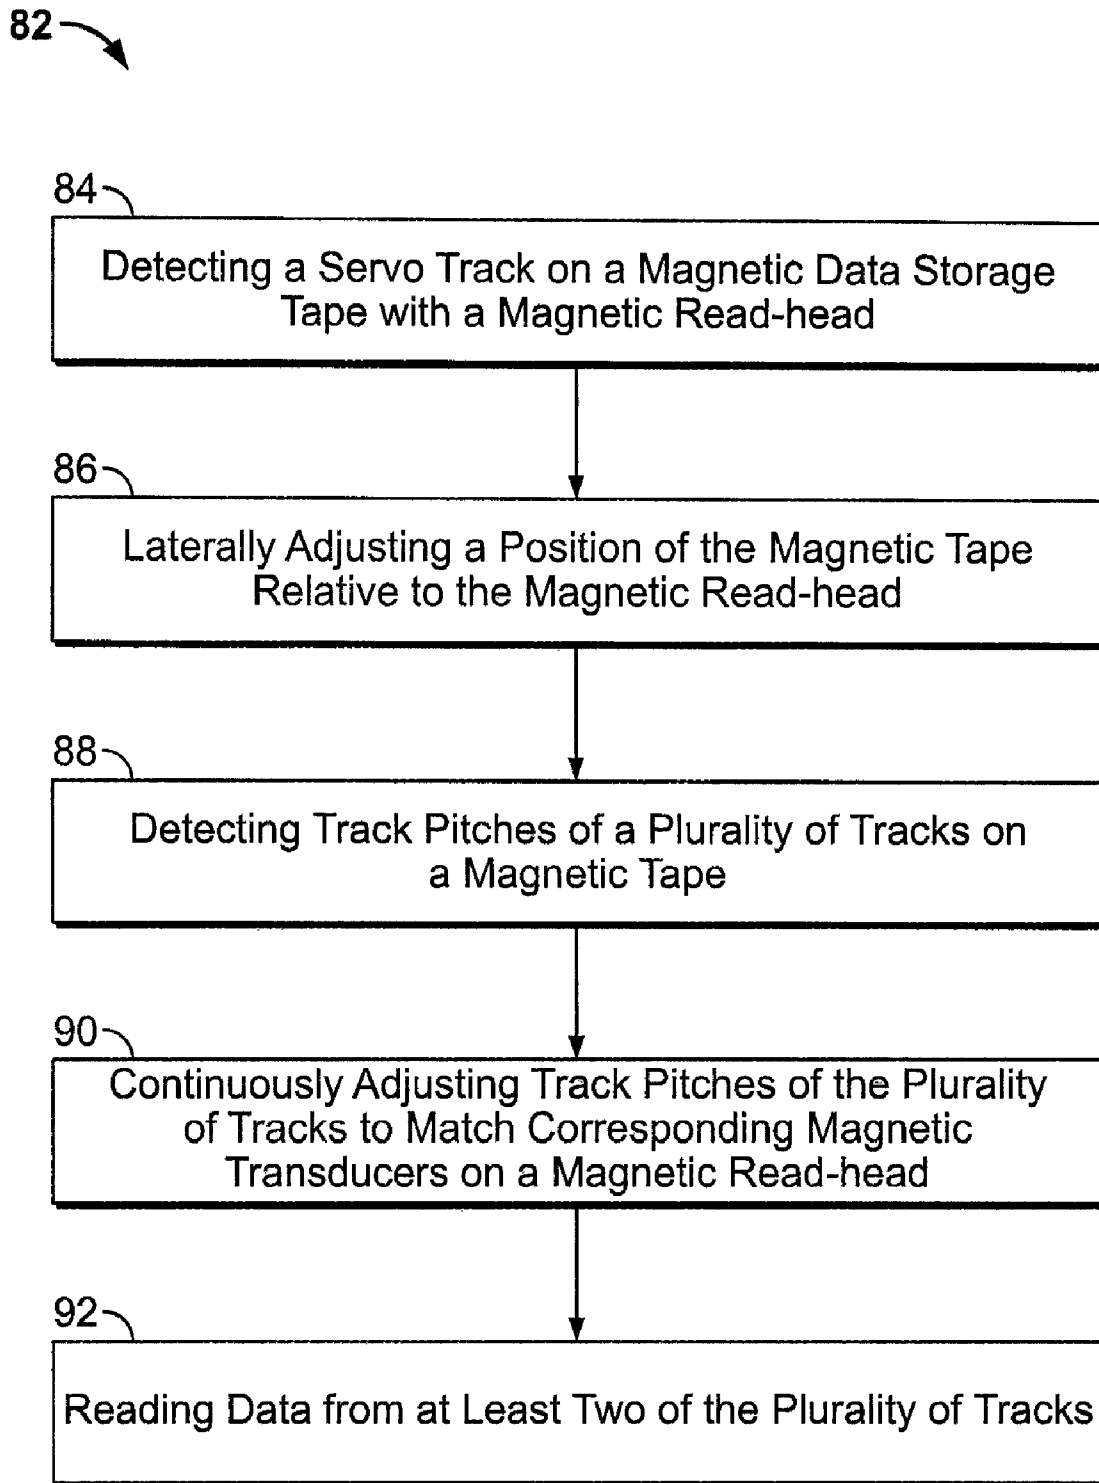 82
84
Detecting a Servo Track on a Magnetic Data Storage
Tape with a Magnetic Read-head
86
Laterally Adjusting a Position of the Magnetic Tape
Relative to the Magnetic Read-head
88
Detecting Track Pitches of a Plurality of Tracks on
a Magnetic Tape
90
Continuously Adjusting Track Pitches of the Plurality
of Tracks to Match Corresponding Magnetic
Transducers on a Magnetic Read-head
92
Reading Data from at Least Two of the Plurality of Tracks